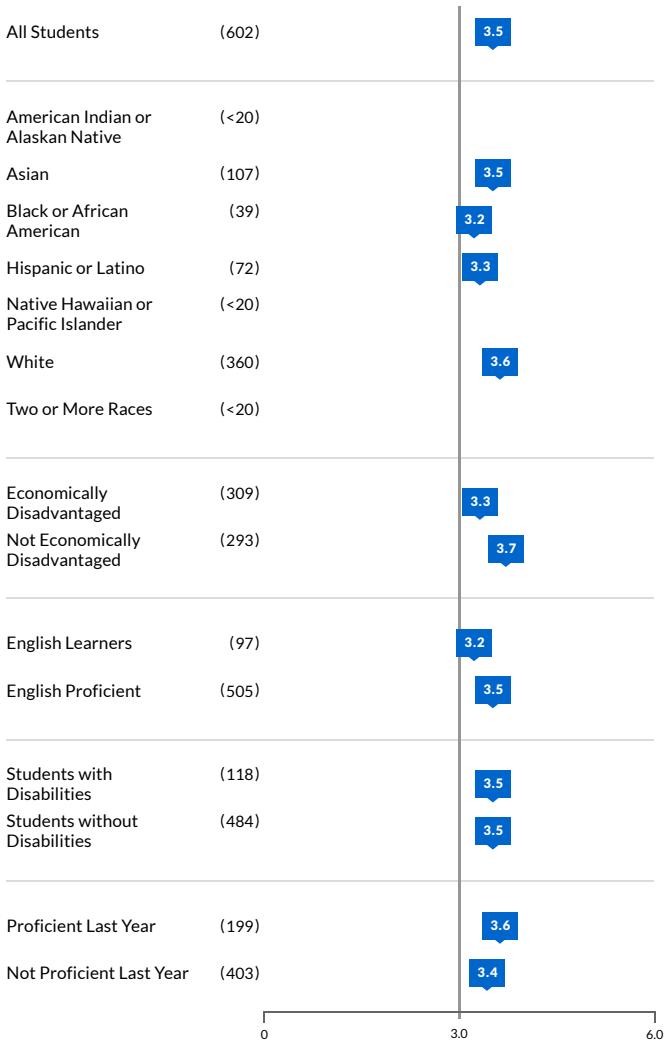 All Students (602) 3.5
American Indian or (<20)
Alaskan Native
Asian (107) 3.5
Black or African (39) 3.2
American
Hispanic or Latino (72) 3.3
Native Hawaiian or (<20)
Pacific Islander
White (360) 3.6
Two or More Races (<20)
Economically (309) 3.3
Disadvantaged
Not Economically (293) 3.7
Disadvantaged
English Learners (97) 3.2
English Proficient (505) 3.5
Students with (118) 3.5
Disabilities
Students without (484) 3.5
Disabilities
Proficient Last Year (199) 3.6
Not Proficient Last Year (403) 3.4
0 3.0 6.0